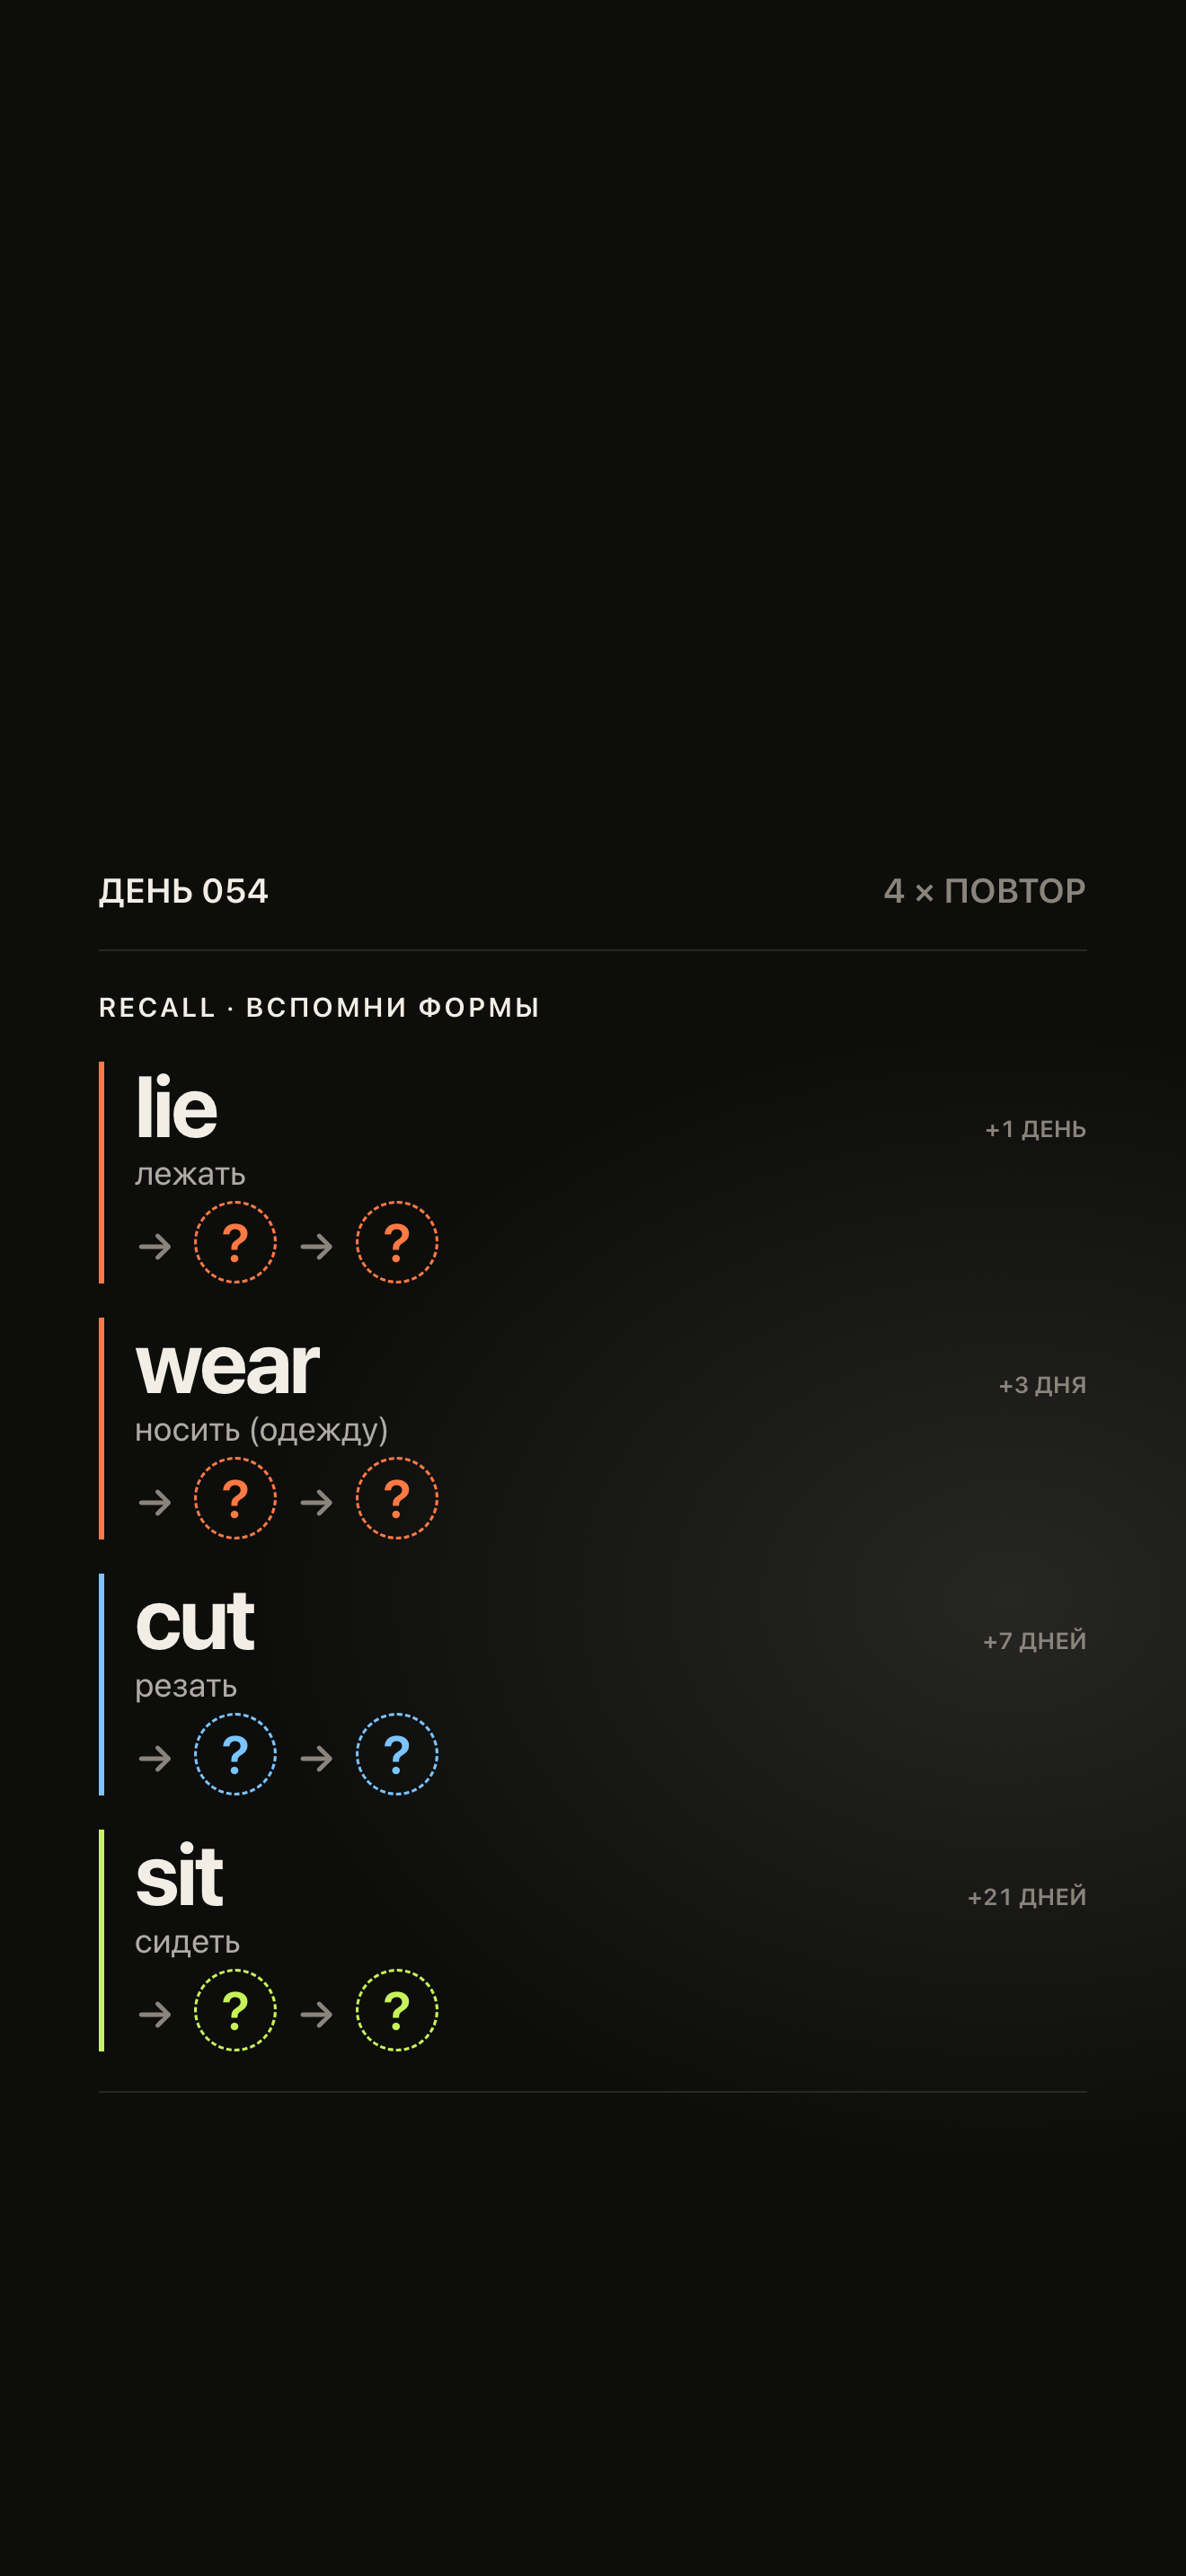 ДЕНЬ 054
4 × ПОВТОР
RECALL · ВСПОМНИ ФОРМЫ
lie
+1 ДЕНЬ
лежать
→ ? → ?
wear
+3 ДНЯ
носить (одежду)
→ ? → ?
cut
+7 ДНЕЙ
резать
→ ? → ?
sit
+21 ДНЕЙ
сидеть
→ ? → ?